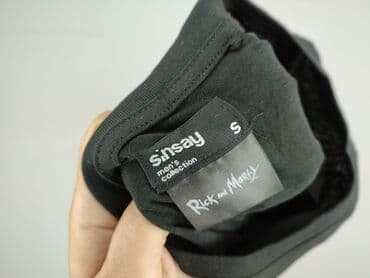 sinsay
men's
collection
S
Rick and Morty